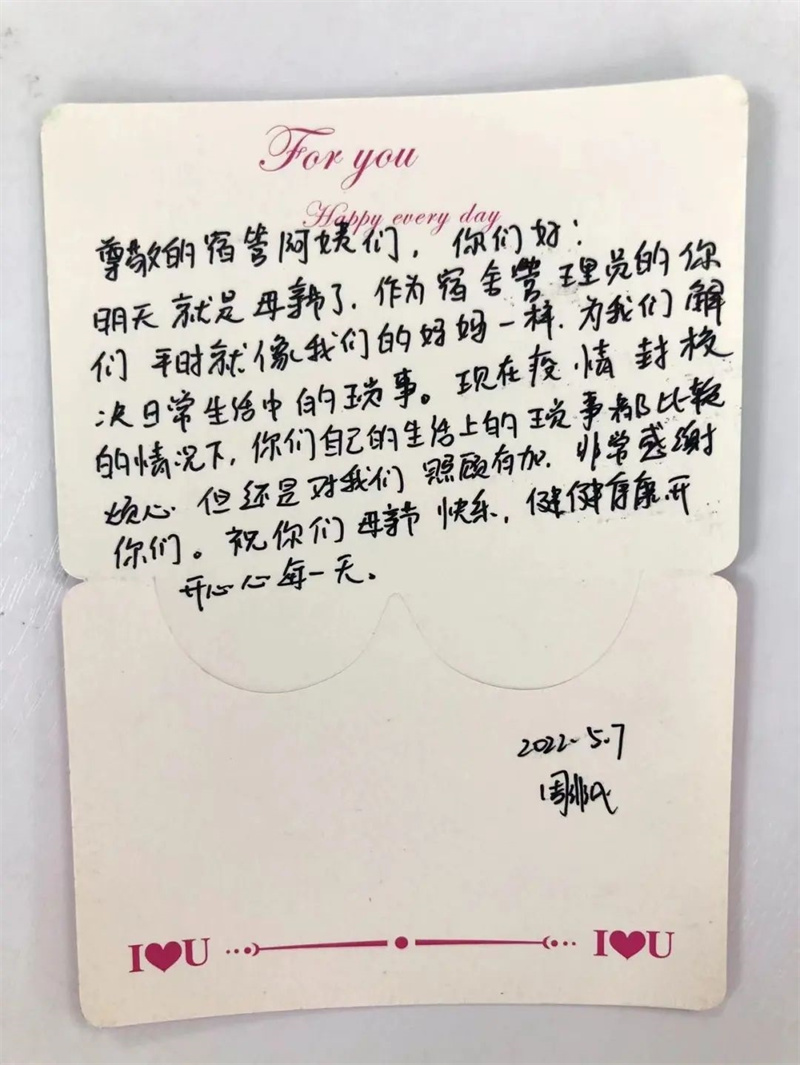 For you
Happy every day
尊敬的宿管阿姨们，你们好：
明天就是母亲节了，作为宿舍管理员的你
们平时就像我们的妈妈一样，为我们解
决日常生活中的琐事。现在疫情封校
的情况下，你们自己的生活上的琐事都比较
烦心但还是对我们照顾有加，非常感谢
你们。祝你们母亲节快乐，健健康康开
开心心每一天。
2022.5.7
周
I❤U I❤U